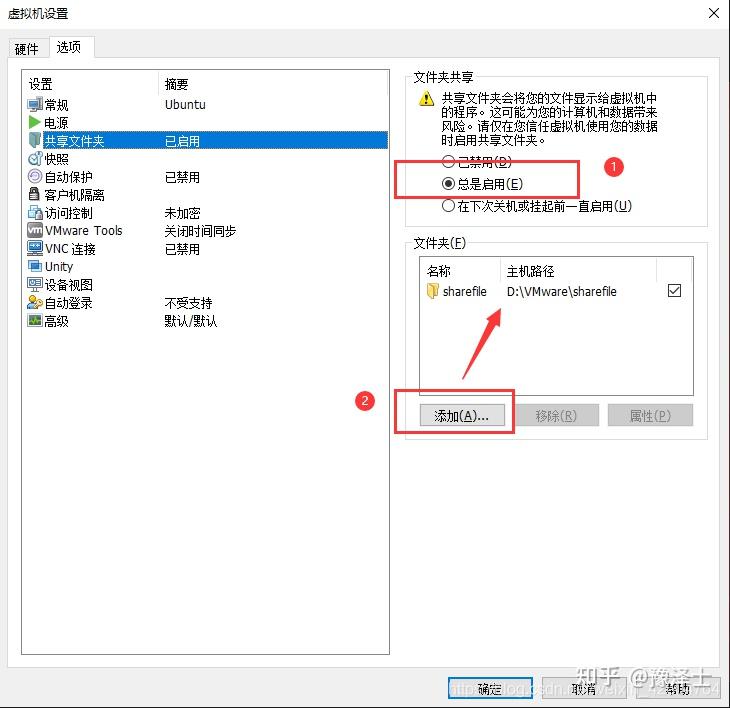 虚拟机设置
硬件 选项
设置 摘要
常规 Ubuntu
电源
共享文件夹 已启用
快照
自动保护 已禁用
客户机隔离
访问控制 未加密
VMware Tools 关闭时间同步
VNC 连接 已禁用
Unity
设备视图
自动登录 不受支持
高级 默认/默认
文件夹共享
共享文件夹会将您的文件显示给虚拟机中
的程序。这可能为您的计算机和数据带来
风险。请仅在您信任虚拟机使用您的数据
时启用共享文件夹。
已禁用(D)
总是启用(E)
1
在下次关机或挂起前一直启用(U)
文件夹(F)
名称 主机路径
sharefile D:\VMware\sharefile
2
添加(A)... 移除(R) 属性(P)
确定 取消 帮助
知乎 @豫泽士